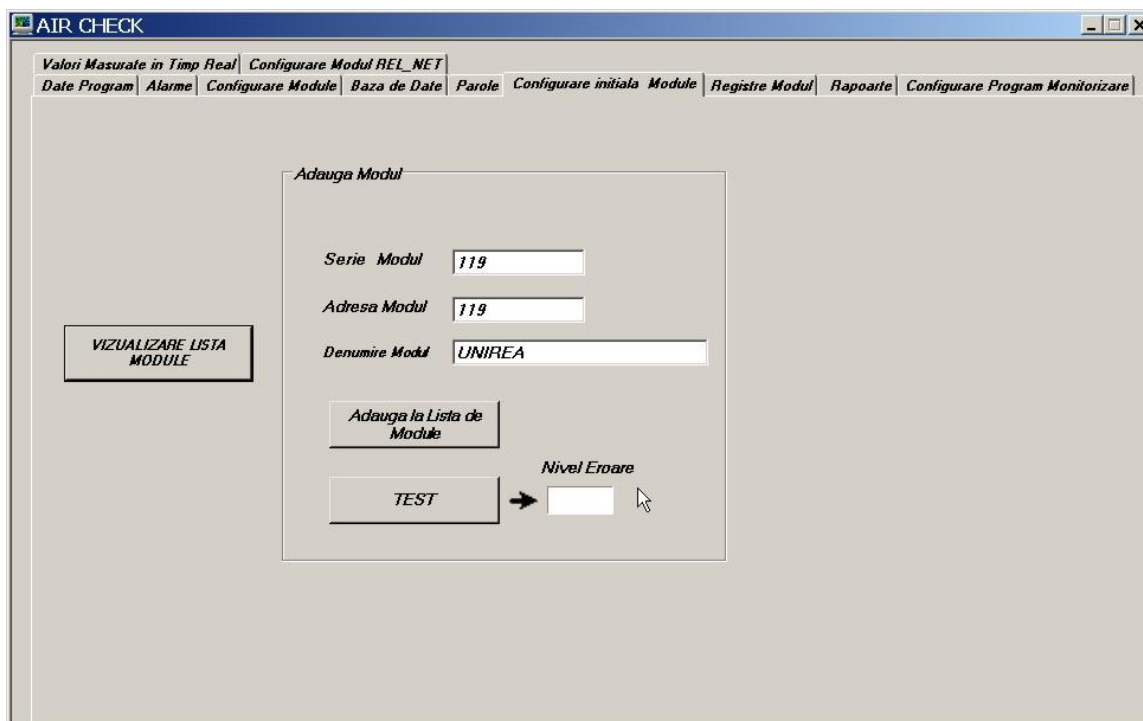 AIR CHECK
Valori Masurate in Timp Real Configurare Modul REL_NET
Date Program Alarme Configurare Module Baza de Date Parole Configurare initiala Module Registre Modul Rapoarte Configurare Program Monitorizare
Adauga Modul
Serie Modul 119
Adresa Modul 119
Denumire Modul UNIREA
VIZUALIZARE LISTA
MODULE
Adauga la Lista de
Module
Nivel Eroare
TEST